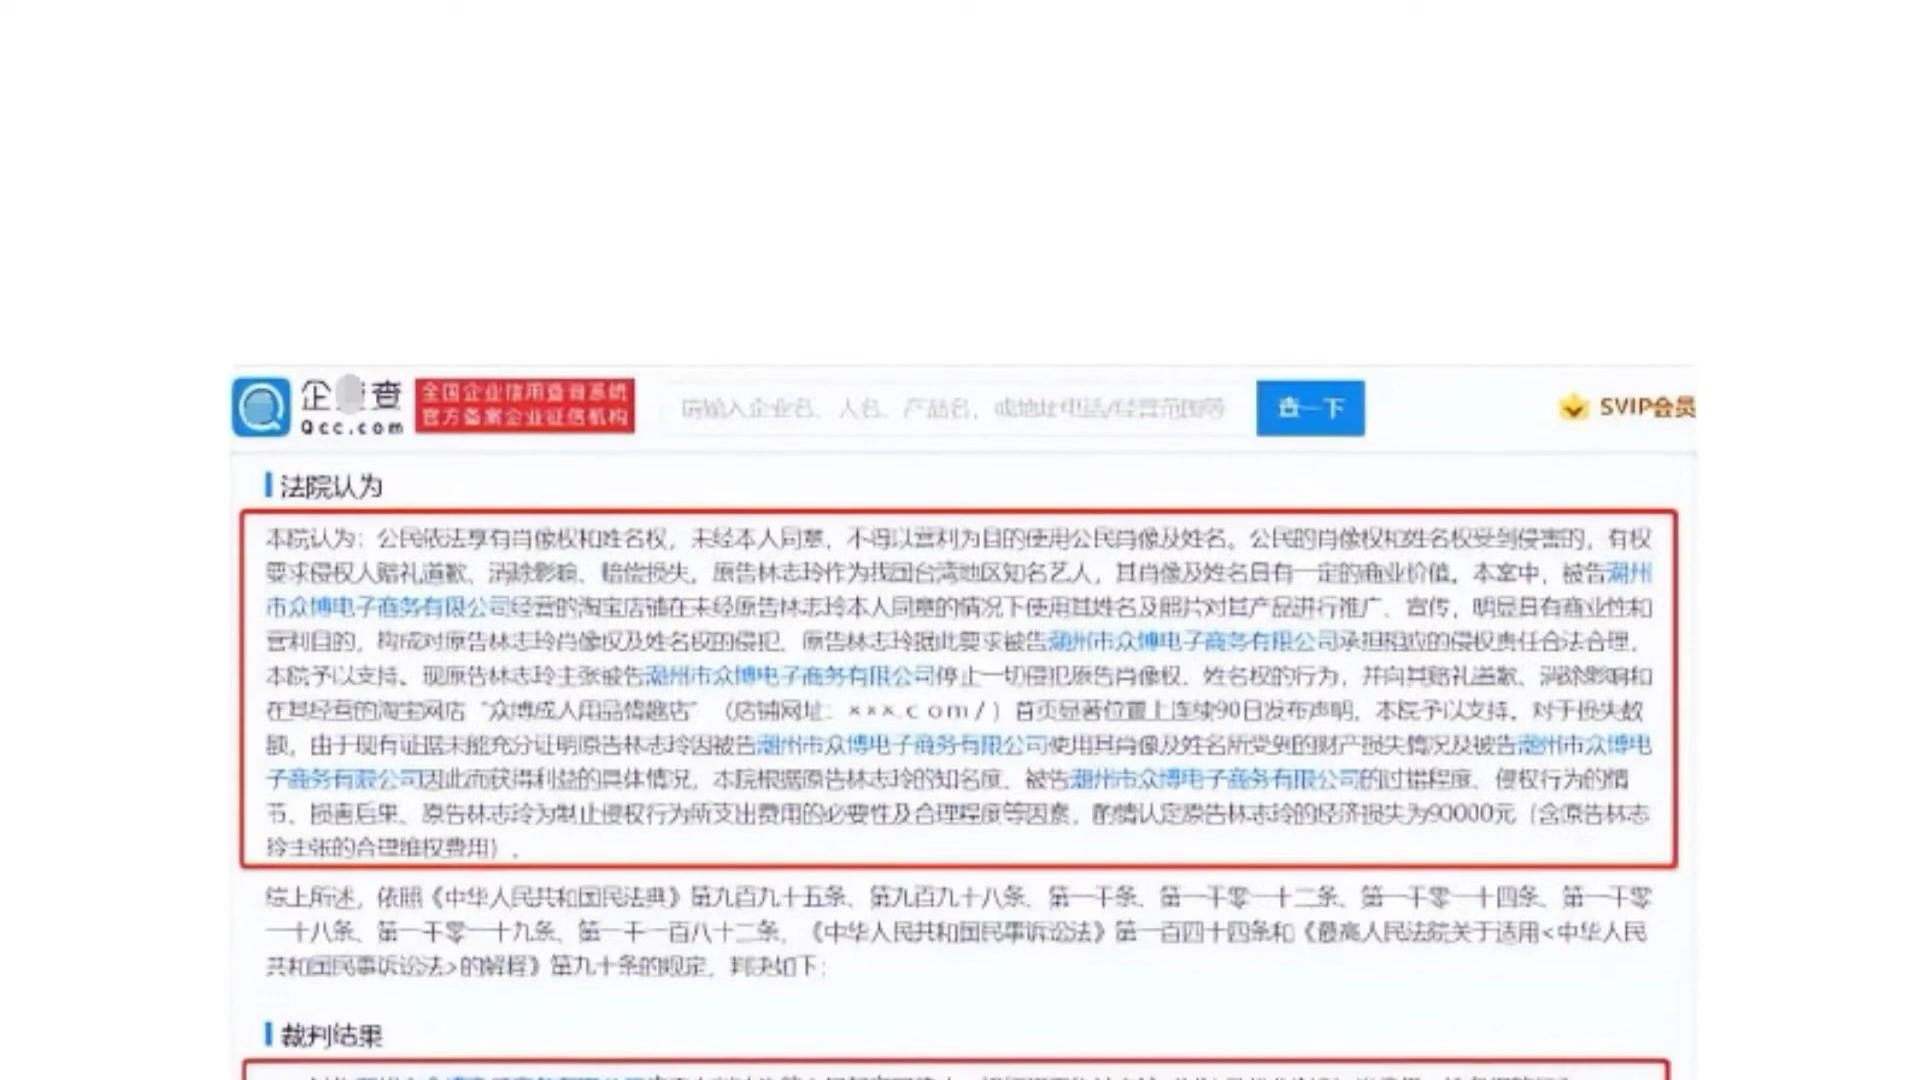 企 查
Qcc.com
全国企业信用查询系统
官方备案企业征信机构
请输入企业名、人名、产品名，或地址电话/经营范围等
查一下
SVIP会员
法院认为
本院认为：公民依法享有肖像权和姓名权，未经本人同意，不得以营利为目的使用公民肖像及姓名。公民的肖像权和姓名权受到侵害的，有权
要求侵权人赔礼道歉、消除影响、赔偿损失。原告林志玲作为我国台湾地区知名艺人，其肖像及姓名具有一定的商业价值。本案中，被告潮州
市众博电子商务有限公司经营的淘宝店铺在未经原告林志玲本人同意的情况下使用其姓名及照片对其产品进行推广、宣传，明显具有商业性和
营利目的，构成对原告林志玲肖像权及姓名权的侵犯。原告林志玲据此要求被告潮州市众博电子商务有限公司承担相应的侵权责任合法合理，
本院予以支持。现原告林志玲主张被告潮州市众博电子商务有限公司停止一切侵犯原告肖像权、姓名权的行为，并向其赔礼道歉、消除影响和
在其经营的淘宝网店“众博成人用品情趣店”（店铺网址：×××.com/）首页显著位置上连续90日发布声明，本院予以支持。对于损失数
额，由于现有证据未能充分证明原告林志玲因被告潮州市众博电子商务有限公司使用其肖像及姓名所受到的财产损失情况及被告潮州市众博电
子商务有限公司因此而获得利益的具体情况，本院根据原告林志玲的知名度、被告潮州市众博电子商务有限公司的过错程度、侵权行为的情
节、损害后果、原告林志玲为制止侵权行为所支出费用的必要性及合理程度等因素，酌情认定原告林志玲的经济损失为90000元（含原告林志
玲主张的合理维权费用）。
综上所述，依照《中华人民共和国民法典》第九百九十五条、第九百九十八条、第一千条、第一千零一十二条、第一千零一十四条、第一千零
一十八条、第一千零一十九条、第一千一百八十二条，《中华人民共和国民事诉讼法》第一百四十四条和《最高人民法院关于适用<中华人民
共和国民事诉讼法>的解释》第九十条的规定，判决如下：
裁判结果